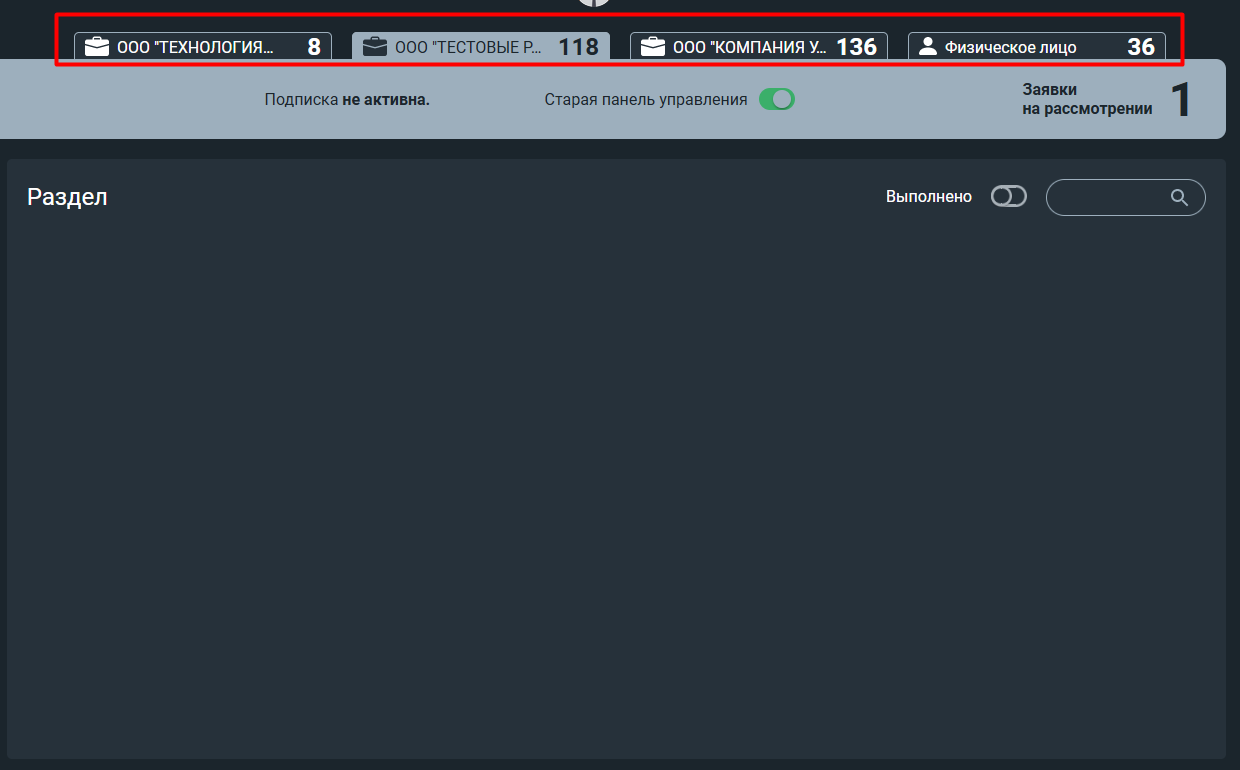 ООО "ТЕХНОЛОГИЯ... 8
ООО "ТЕСТОВЫЕ Р... 118
ООО "КОМПАНИЯ У... 136
Физическое лицо 36
Подписка не активна.
Старая панель управления
Заявки
на рассмотрении
1
Раздел
Выполнено